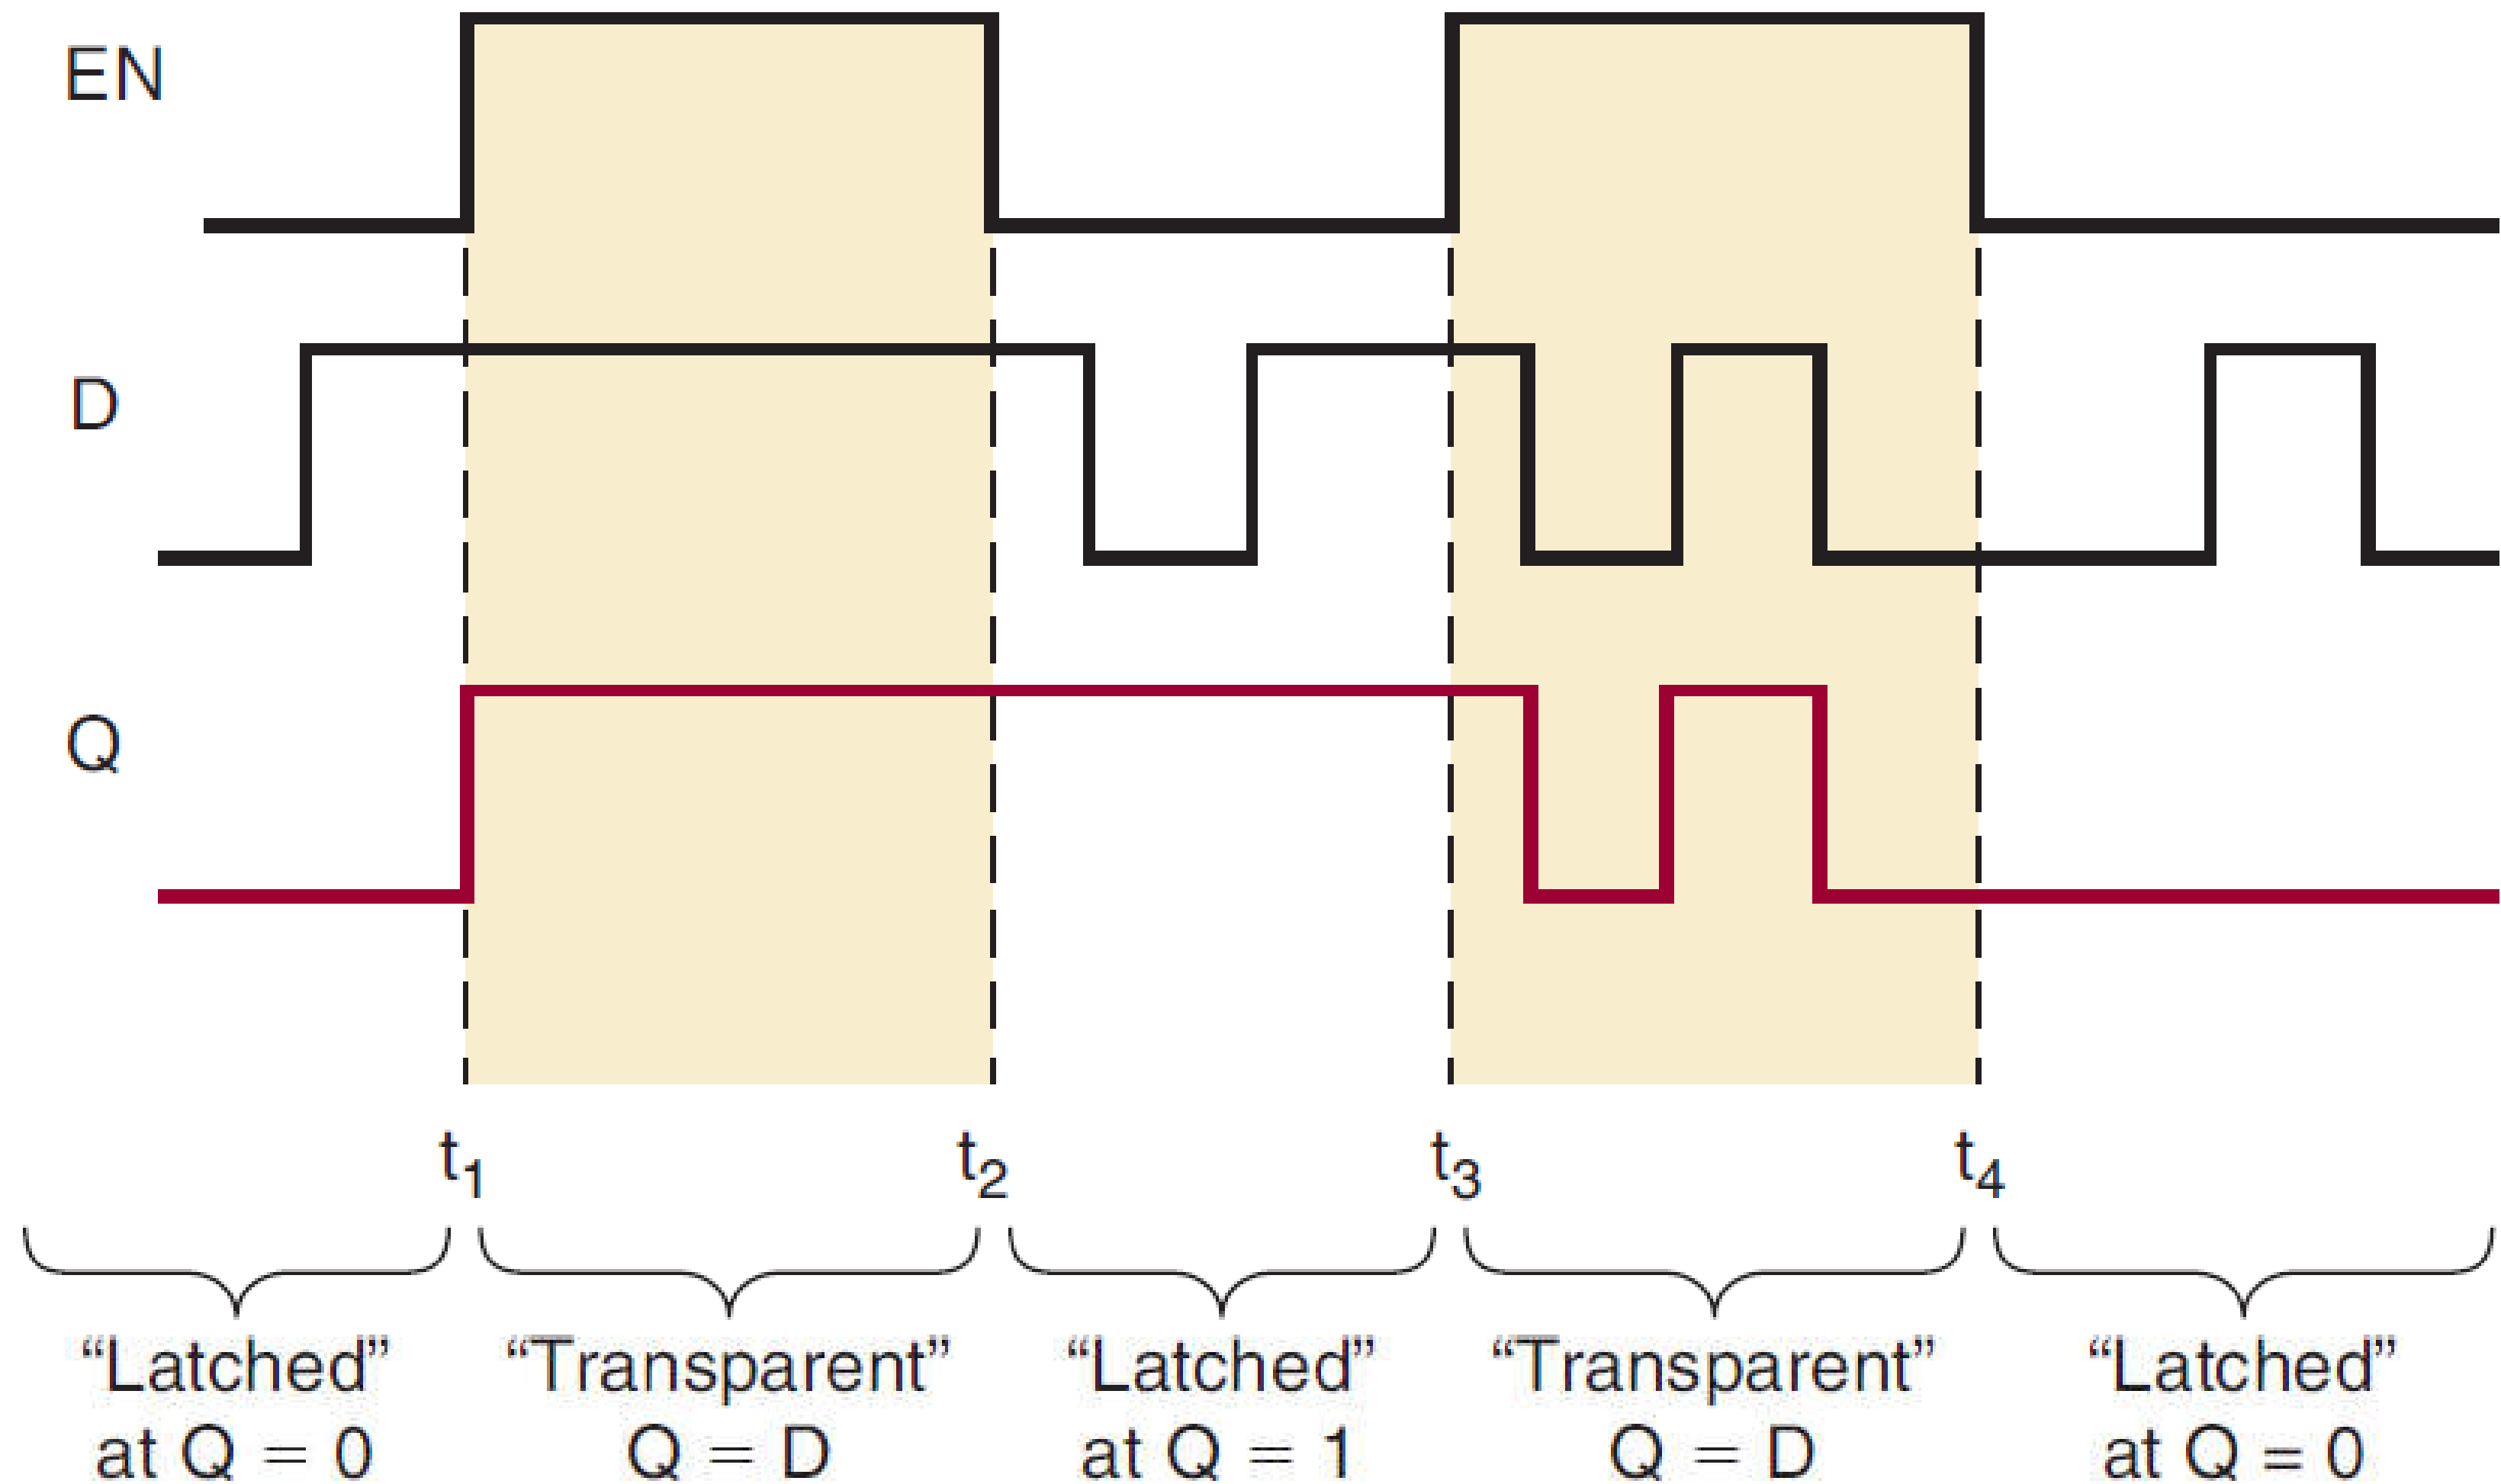 EN
D
Q
t1 t2 t3 t4
“Latched” “Transparent” “Latched” “Transparent” “Latched”
at Q = 0 Q = D at Q = 1 Q = D at Q = 0